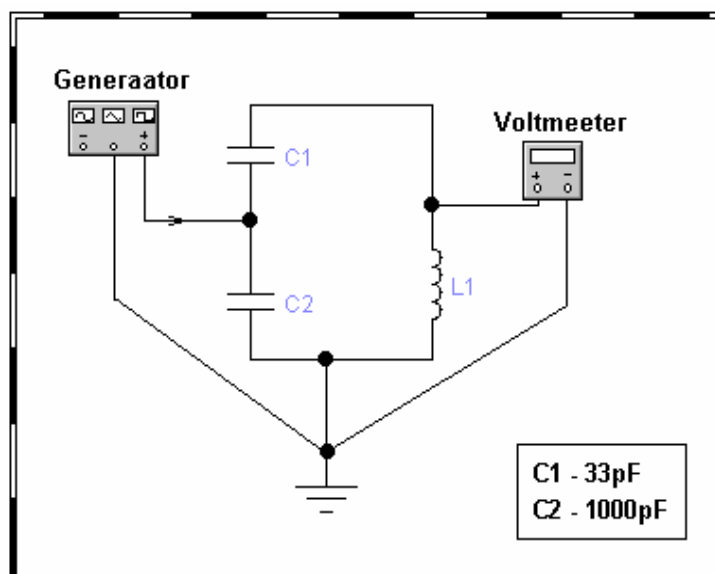 Generaator
Voltmeeter
- +
+ -
C1
C2
L1
C1 - 33pF
C2 - 1000pF